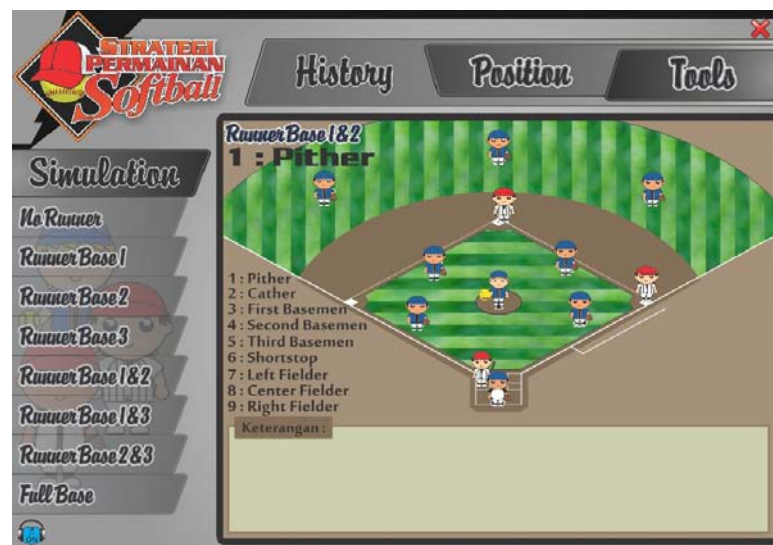 STRATEGI
PERMAINAN
Softball
History
Position
Tools
Simulation
No Runner
Runner Base 1
Runner Base 2
Runner Base 3
Runner Base 1&2
Runner Base 1&3
Runner Base 2&3
Full Base
Runner Base 1&2
1 : Pither
1 : Pither
2 : Cather
3 : First Basemen
4 : Second Basemen
5 : Third Basemen
6 : Shortstop
7 : Left Fielder
8 : Center Fielder
9 : Right Fielder
Keterangan :